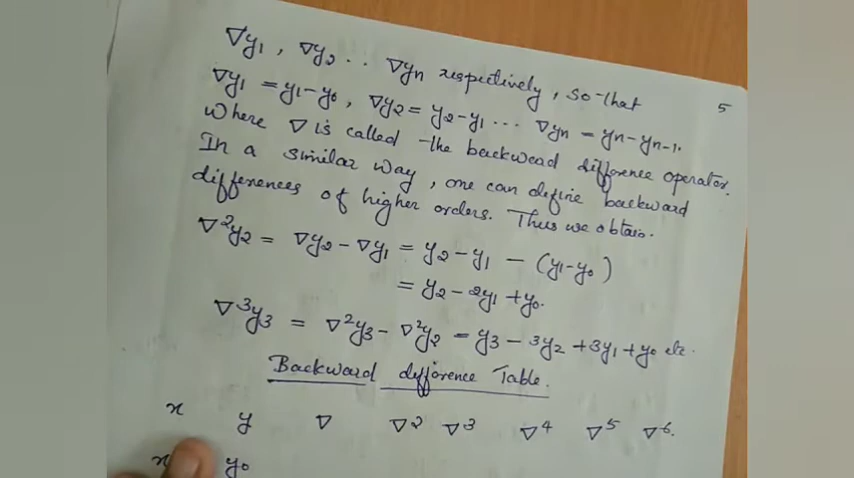 ∇y₁ , ∇y₂ .. ∇yₙ respectively, so that
5
∇y₁ = y₁-y₀, ∇y₂ = y₂-y₁ ... ∇yₙ = yₙ-yₙ₋₁.
where ∇ is called the backward difference operator.
In a similar way, one can define backward
differences of higher orders. Thus we obtain.
∇²y₂ = ∇y₂ - ∇y₁ = y₂ - y₁ - (y₁-y₀)
= y₂ - 2y₁ + y₀.
∇³y₃ = ∇²y₃ - ∇²y₂ = y₃ - 3y₂ + 3y₁ + y₀ etc.
Backward difference Table.
x y ∇ ∇² ∇³ ∇⁴ ∇⁵ ∇⁶.
y₀